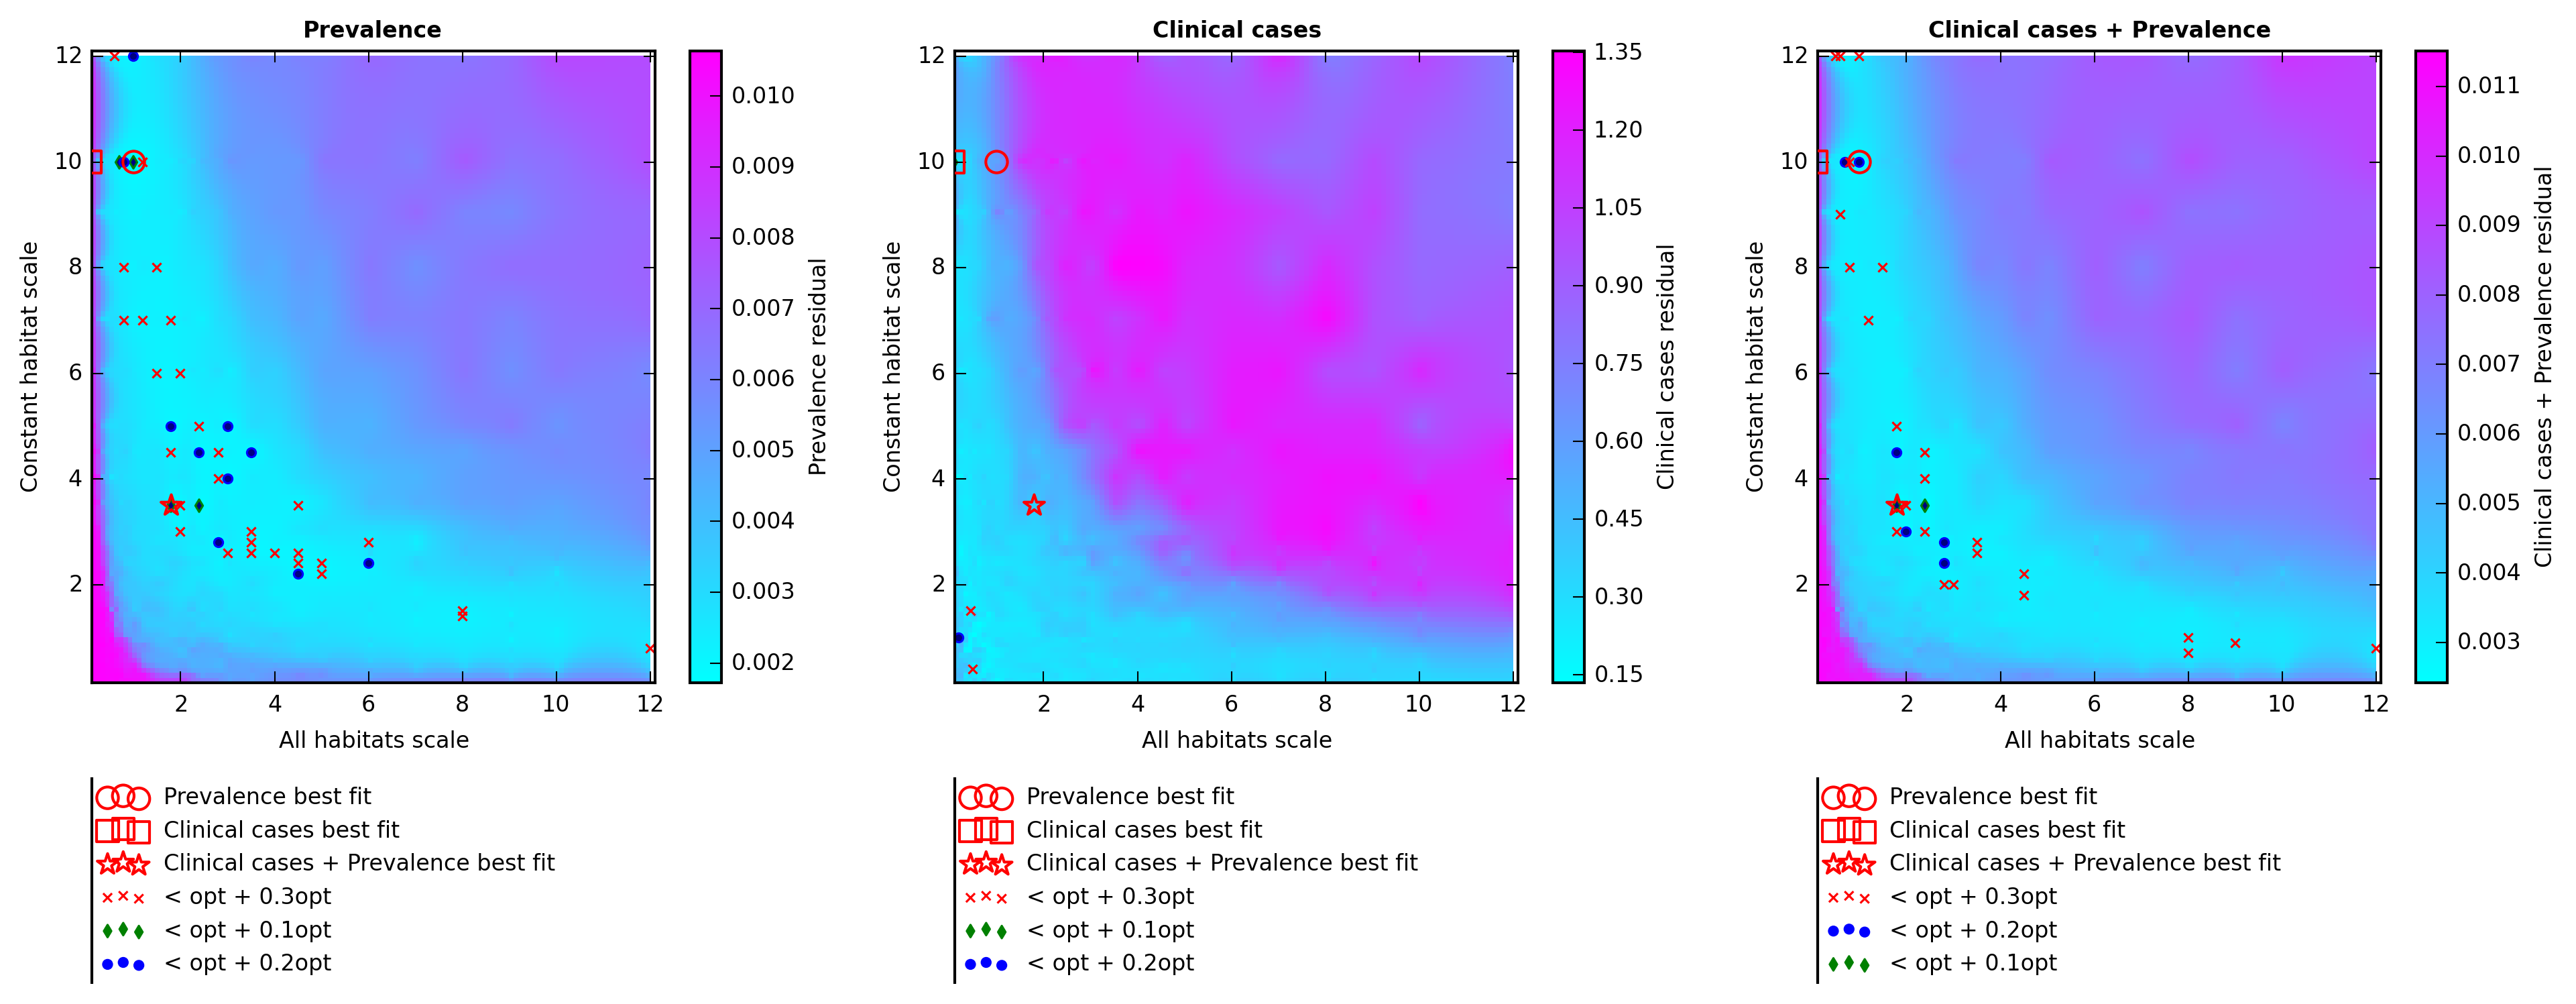 Prevalence
12
10
8
6
4
2
Constant habitat scale
2 4 6 8 10 12
All habitats scale
0.010
0.009
0.008
0.007
0.006
0.005
0.004
0.003
0.002
Prevalence residual
Prevalence best fit
Clinical cases best fit
Clinical cases + Prevalence best fit
< opt + 0.3opt
< opt + 0.1opt
< opt + 0.2opt
Clinical cases
12
10
8
6
4
2
Constant habitat scale
2 4 6 8 10 12
All habitats scale
1.35
1.20
1.05
0.90
0.75
0.60
0.45
0.30
0.15
Clinical cases residual
Prevalence best fit
Clinical cases best fit
Clinical cases + Prevalence best fit
< opt + 0.3opt
< opt + 0.1opt
< opt + 0.2opt
Clinical cases + Prevalence
12
10
8
6
4
2
Constant habitat scale
2 4 6 8 10 12
All habitats scale
0.011
0.010
0.009
0.008
0.007
0.006
0.005
0.004
0.003
Clinical cases + Prevalence residual
Prevalence best fit
Clinical cases best fit
Clinical cases + Prevalence best fit
< opt + 0.3opt
< opt + 0.2opt
< opt + 0.1opt